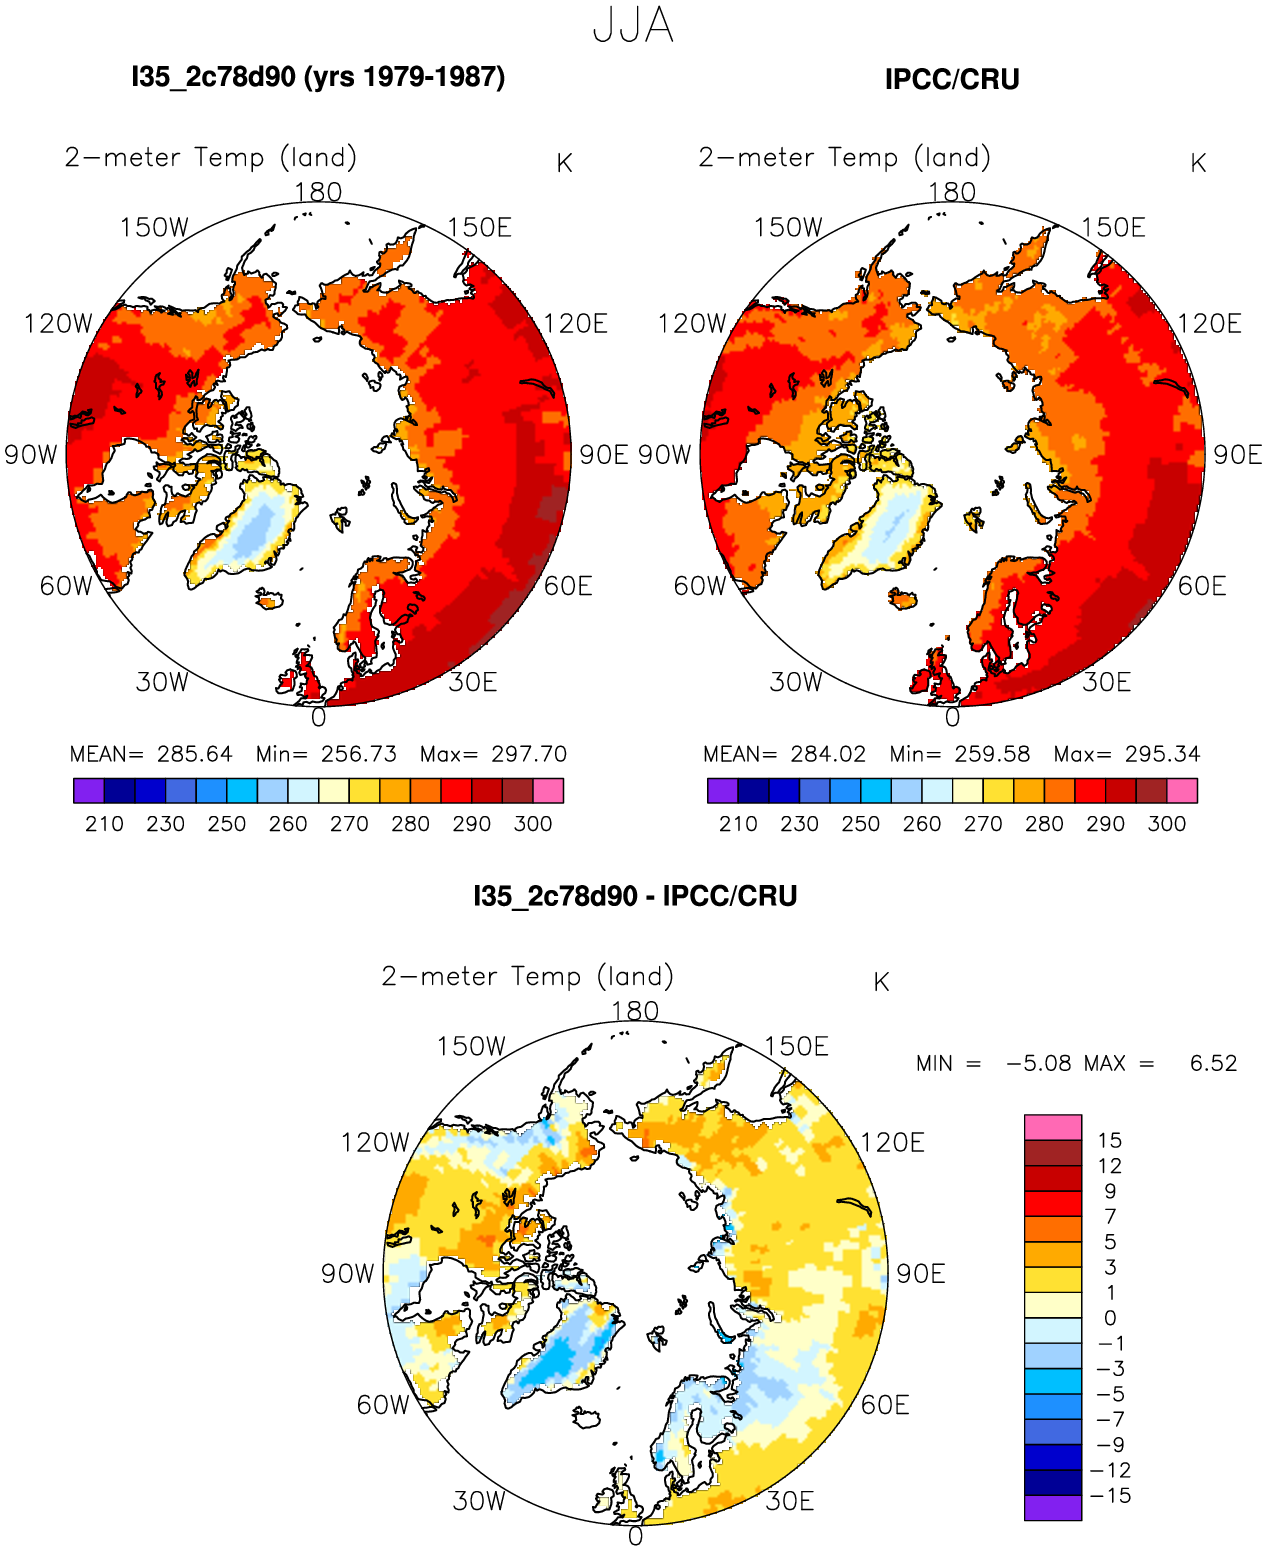 JJA
I35_2c78d90 (yrs 1979-1987)
IPCC/CRU
2-meter Temp (land) K
2-meter Temp (land) K
180
150W 150E
120W 120E
90W 90E
60W 60E
30W 30E
0
180
150W 150E
120W 120E
90W 90E
60W 60E
30W 30E
0
MEAN= 285.64 Min= 256.73 Max= 297.70
210 230 250 260 270 280 290 300
MEAN= 284.02 Min= 259.58 Max= 295.34
210 230 250 260 270 280 290 300
I35_2c78d90 - IPCC/CRU
2-meter Temp (land) K
180
150W 150E
120W 120E
90W 90E
60W 60E
30W 30E
0
MIN = -5.08 MAX = 6.52
15
12
9
7
5
3
1
0
-1
-3
-5
-7
-9
-12
-15